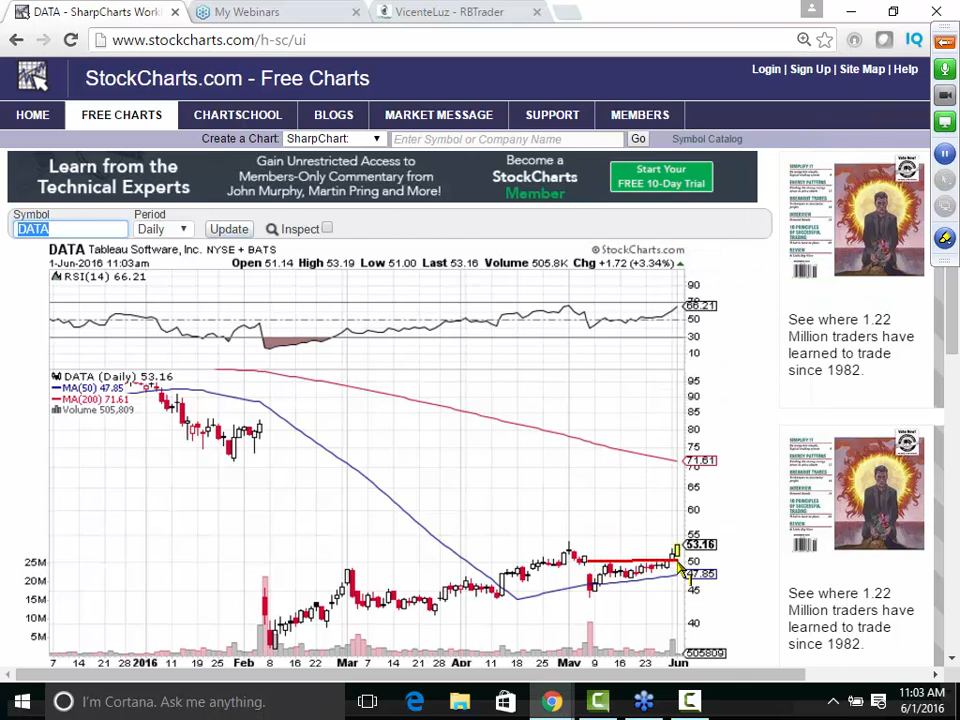 DATA - SharpCharts Work
My Webinars
VicenteLuz - RBTrader
www.stockcharts.com/h-sc/ui
IQ
StockCharts.com - Free Charts
Login | Sign Up | Site Map | Help
HOME FREE CHARTS CHARTSCHOOL BLOGS MARKET MESSAGE SUPPORT MEMBERS
Create a Chart: SharpChart: Enter Symbol or Company Name Go Symbol Catalog
Learn from the
Technical Experts
Gain Unrestricted Access to
Members-Only Commentary from
John Murphy, Martin Pring and More!
Become a
StockCharts
Member
Start Your
FREE 10-Day Trial
Symbol Period
DATA Daily Update Inspect
DATA Tableau Software, Inc. NYSE + BATS © StockCharts.com
1-Jun-2016 11:03am Open 51.14 High 53.19 Low 51.00 Last 53.16 Volume 505.8K Chg +1.72 (+3.34%)
RSI(14) 66.21
90
70
66.21
50
30
10
DATA (Daily) 53.16
MA(50) 47.85
MA(200) 71.61
Volume 505,809
95
90
85
80
75
71.61
70
65
60
55
53.16
50
47.85
45
40
25M
20M
15M
10M
5M
505809
7 14 21 28 2016 11 19 25 Feb 8 16 22 Mar 7 14 21 28 Apr 11 18 25 May 9 16 23 Jun
See where 1.22
Million traders have
learned to trade
since 1982.
See where 1.22
Million traders have
learned to trade
since 1982.
I'm Cortana. Ask me anything.
11:03 AM
6/1/2016